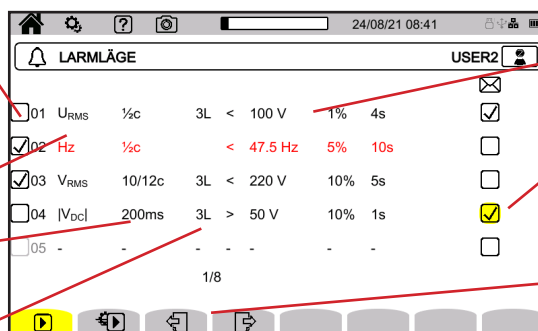 24/08/21 08:41
LARMLÄGE USER2
01 URMS ½c 3L < 100 V 1% 4s
02 Hz ½c < 47.5 Hz 5% 10s
03 VRMS 10/12c 3L < 220 V 10% 5s
04 |VDC| 200ms 3L > 50 V 10% 1s
05 - - - - - - -
1/8